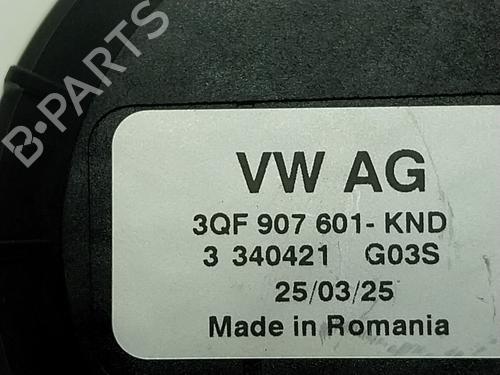 B-PARTS
VW AG
3QF 907 601- KND
3 340421 G03S
25/03/25
Made in Romania